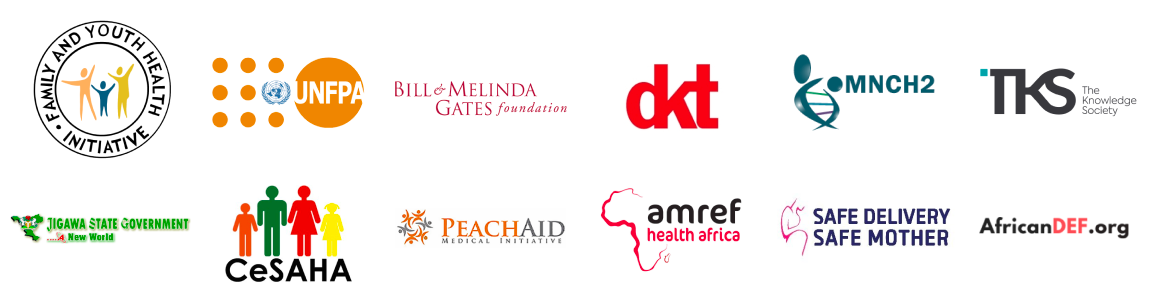 FAMILY AND YOUTH HEALTH
• INITIATIVE •
UNFPA
BILL & MELINDA
GATES foundation
dkt
MNCH2
TKS
The
Knowledge
Society
JIGAWA STATE GOVERNMENT
.....A New World
CeSAHA
PEACHAID
MEDICAL INITIATIVE
amref
health africa
SAFE DELIVERY
SAFE MOTHER
AfricanDEF.org